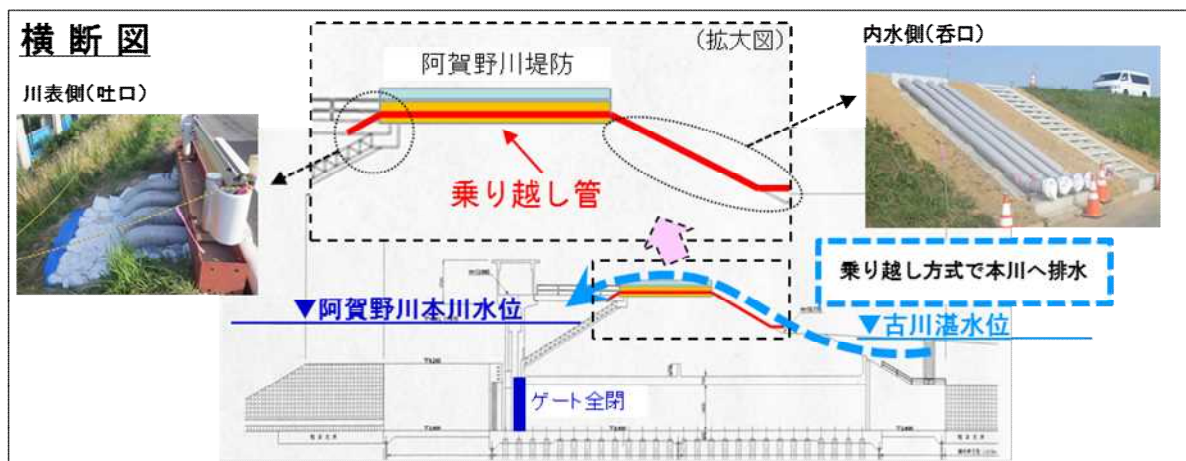 横断図
(拡大図)
内水側(呑口)
川表側(吐口)
阿賀野川堤防
乗り越し管
乗り越し方式で本川へ排水
▼阿賀野川本川水位
▼古川湛水位
ゲート全閉